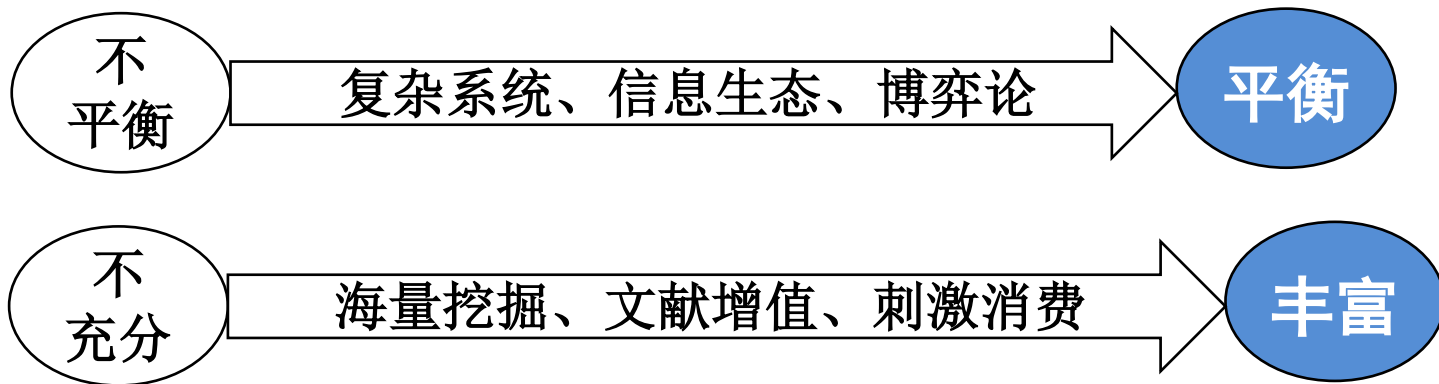 不
平衡
复杂系统、信息生态、博弈论
平衡
不
充分
海量挖掘、文献增值、刺激消费
丰富